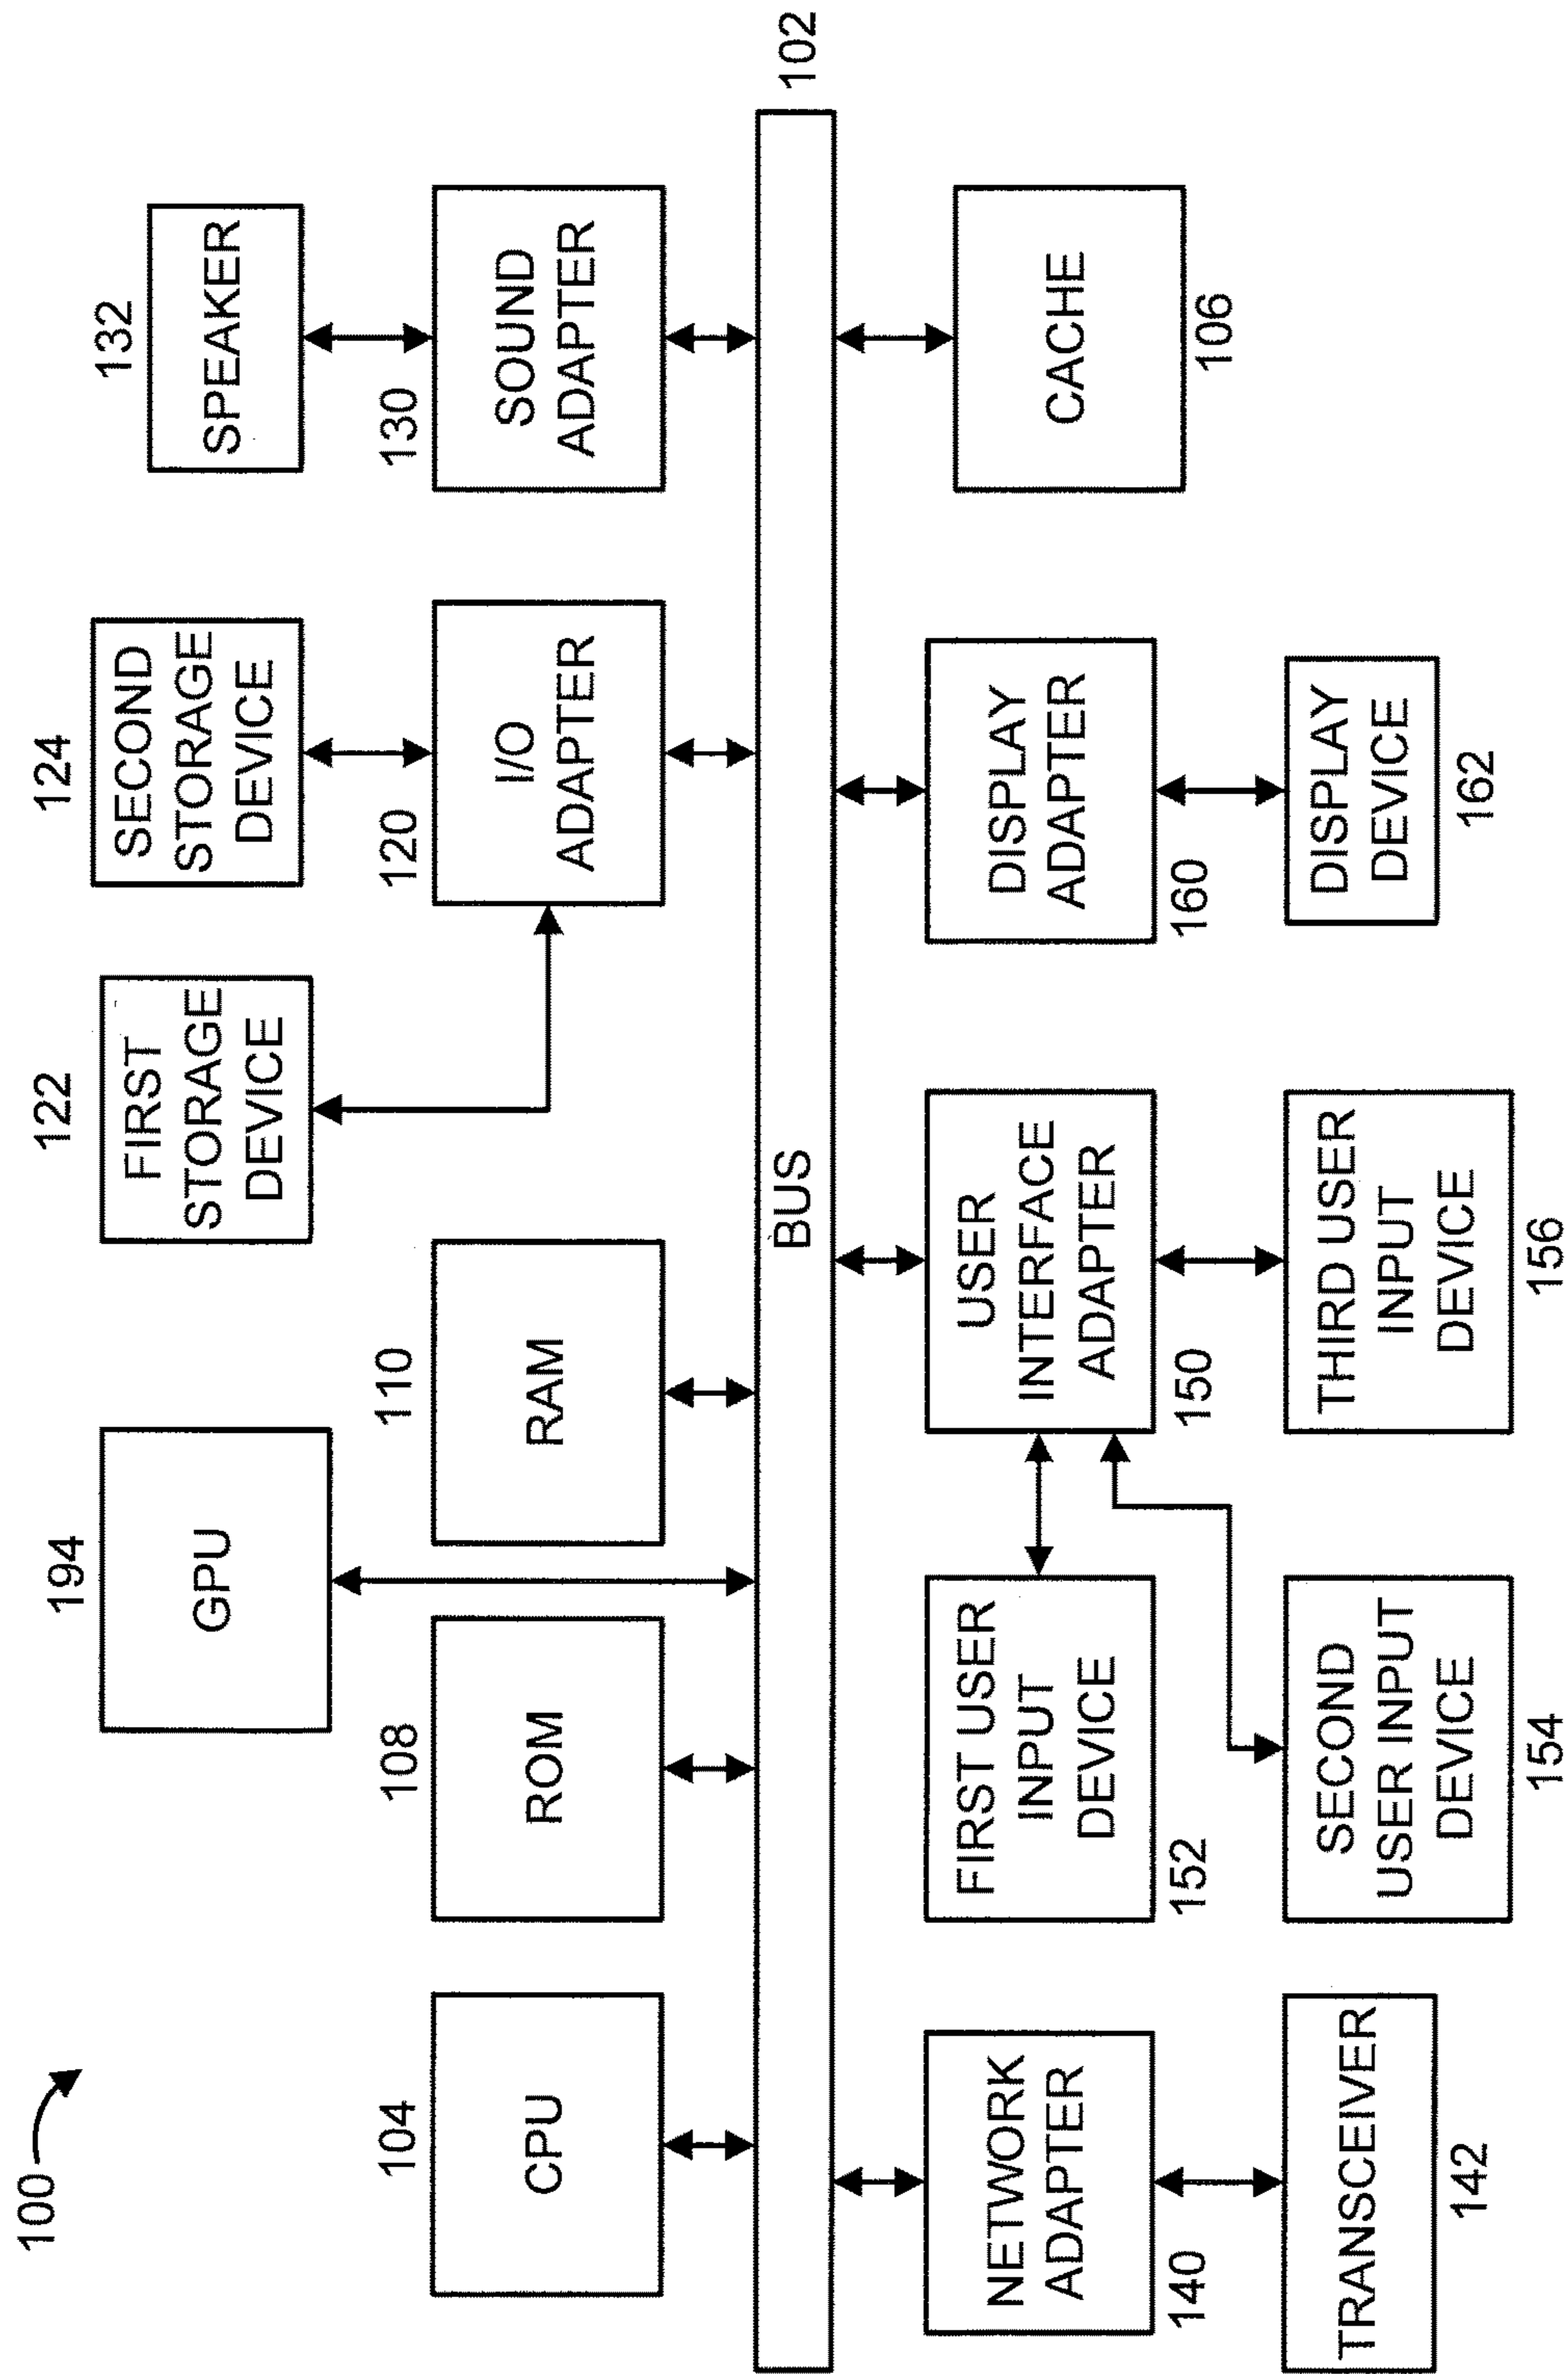 100
132
SPEAKER
124
SECOND
STORAGE
DEVICE
122
FIRST
STORAGE
DEVICE
194
GPU
130
SOUND
ADAPTER
120
I/O
ADAPTER
110
RAM
108
ROM
104
CPU
BUS
102
NETWORK
ADAPTER
140
TRANSCEIVER
142
FIRST USER
INPUT
DEVICE
152
SECOND
USER INPUT
DEVICE
154
USER
INTERFACE
ADAPTER
150
THIRD USER
INPUT
DEVICE
156
DISPLAY
ADAPTER
160
DISPLAY
DEVICE
162
CACHE
106